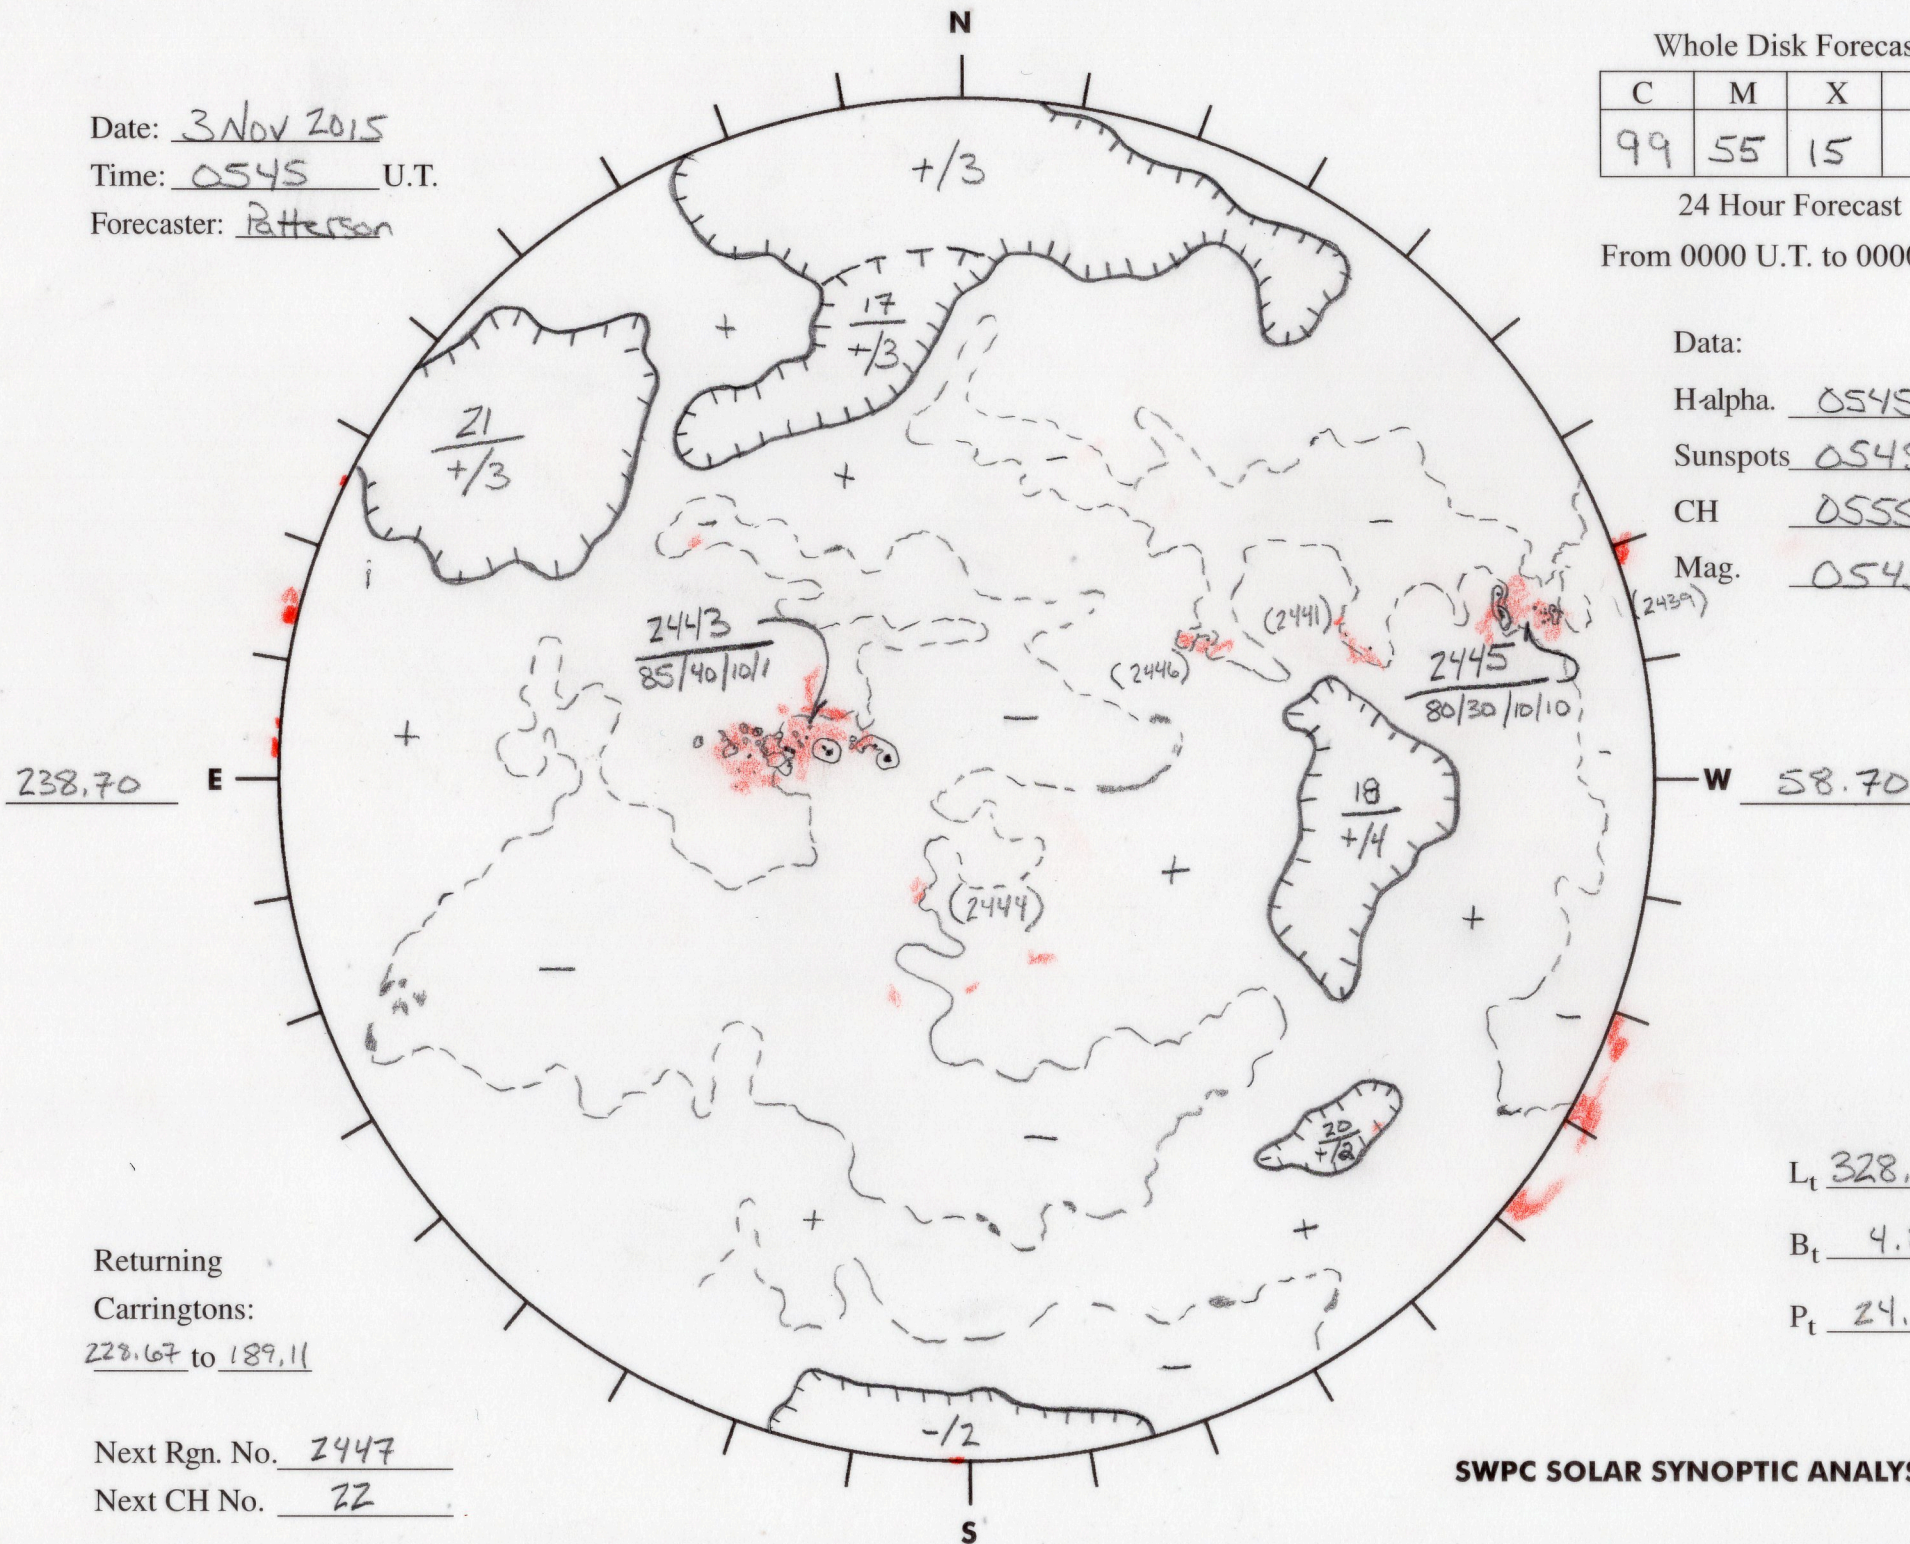 N
Whole Disk Forecas
C M X
99 55 15
24 Hour Forecast
From 0000 U.T. to 000
Date: 3 Nov 2015
Time: 0545 U.T.
Forecaster: Patterson
+/3
17
+/3
+
21
+/3
+
Data:
H-alpha. 0545
Sunspots 0545
CH 0555
Mag. 054
-
-
-
2443
85/40/10/1
(2441)
(2446)
(2439)
2445
80/30/10/10
+
-
-
238.70 E
W 58.70
18
+/4
+
+
(2444)
-
-
-
20
+/2
+
+
-
Lt 328.
Bt 4.
Pt 24.
Returning
Carringtons:
228.67 to 189.11
-/2
Next Rgn. No. 2447
Next CH No. 22
SWPC SOLAR SYNOPTIC ANALYS
S